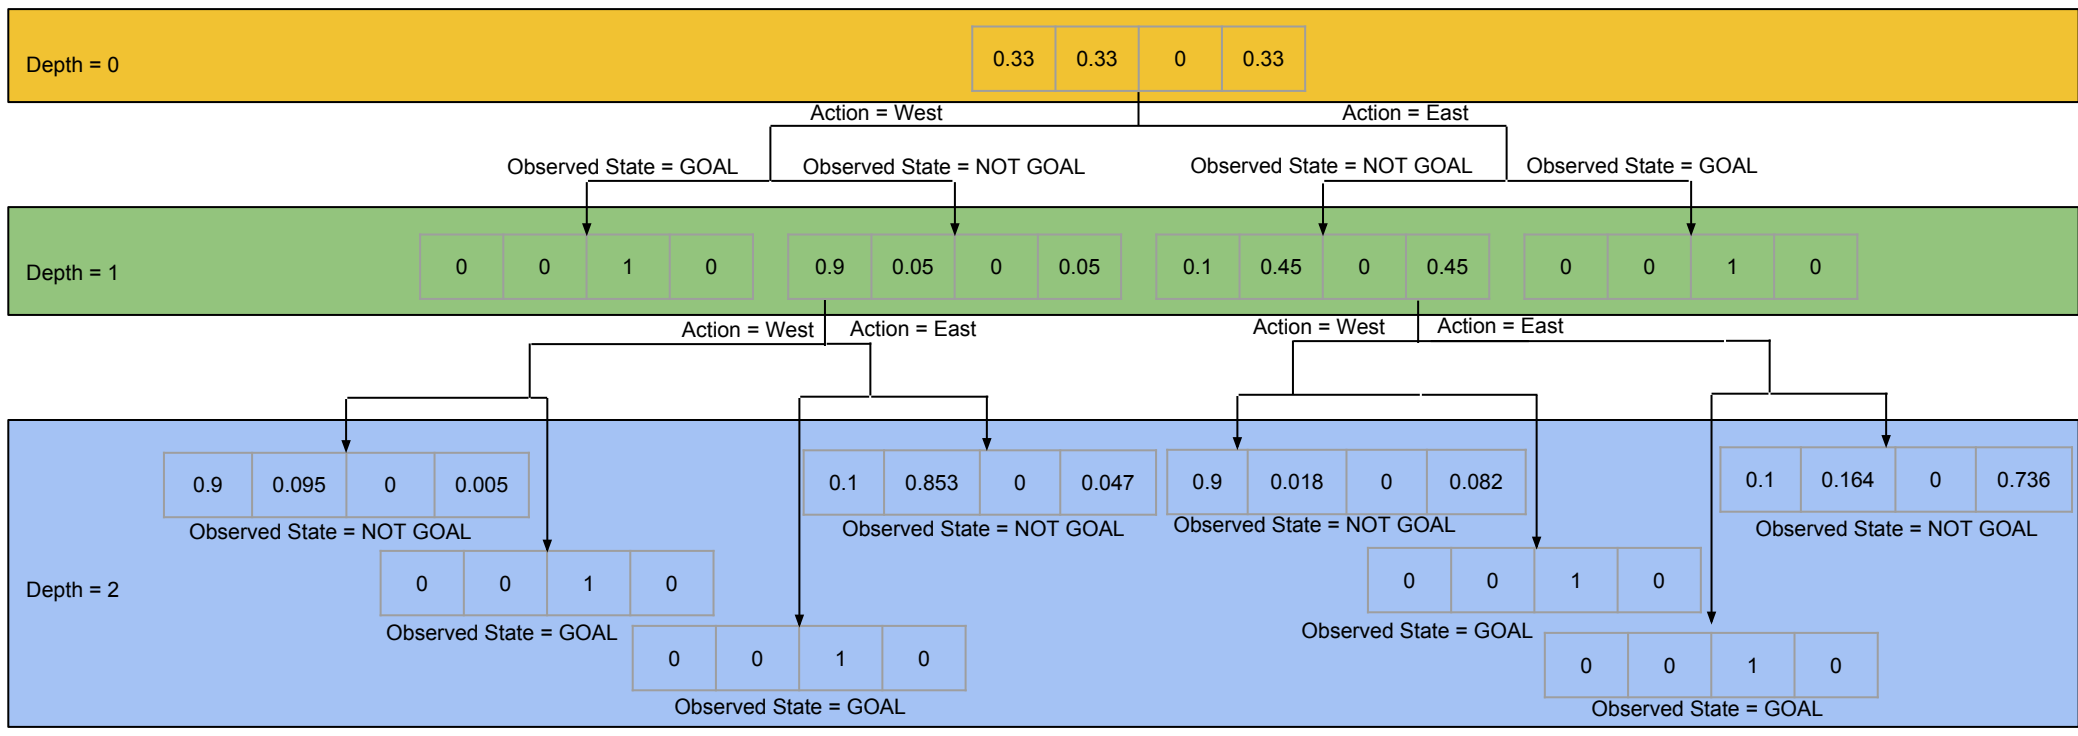 Depth = 0
0.33 0.33 0 0.33
Action = West Action = East
Observed State = GOAL Observed State = NOT GOAL Observed State = NOT GOAL Observed State = GOAL
Depth = 1
0 0 1 0 0.9 0.05 0 0.05 0.1 0.45 0 0.45 0 0 1 0
Action = West Action = East Action = West Action = East
0.9 0.095 0 0.005 0.1 0.853 0 0.047 0.9 0.018 0 0.082 0.1 0.164 0 0.736
Observed State = NOT GOAL Observed State = NOT GOAL Observed State = NOT GOAL Observed State = NOT GOAL
Depth = 2
0 0 1 0 0 0 1 0
Observed State = GOAL Observed State = GOAL
0 0 1 0 0 0 1 0
Observed State = GOAL Observed State = GOAL